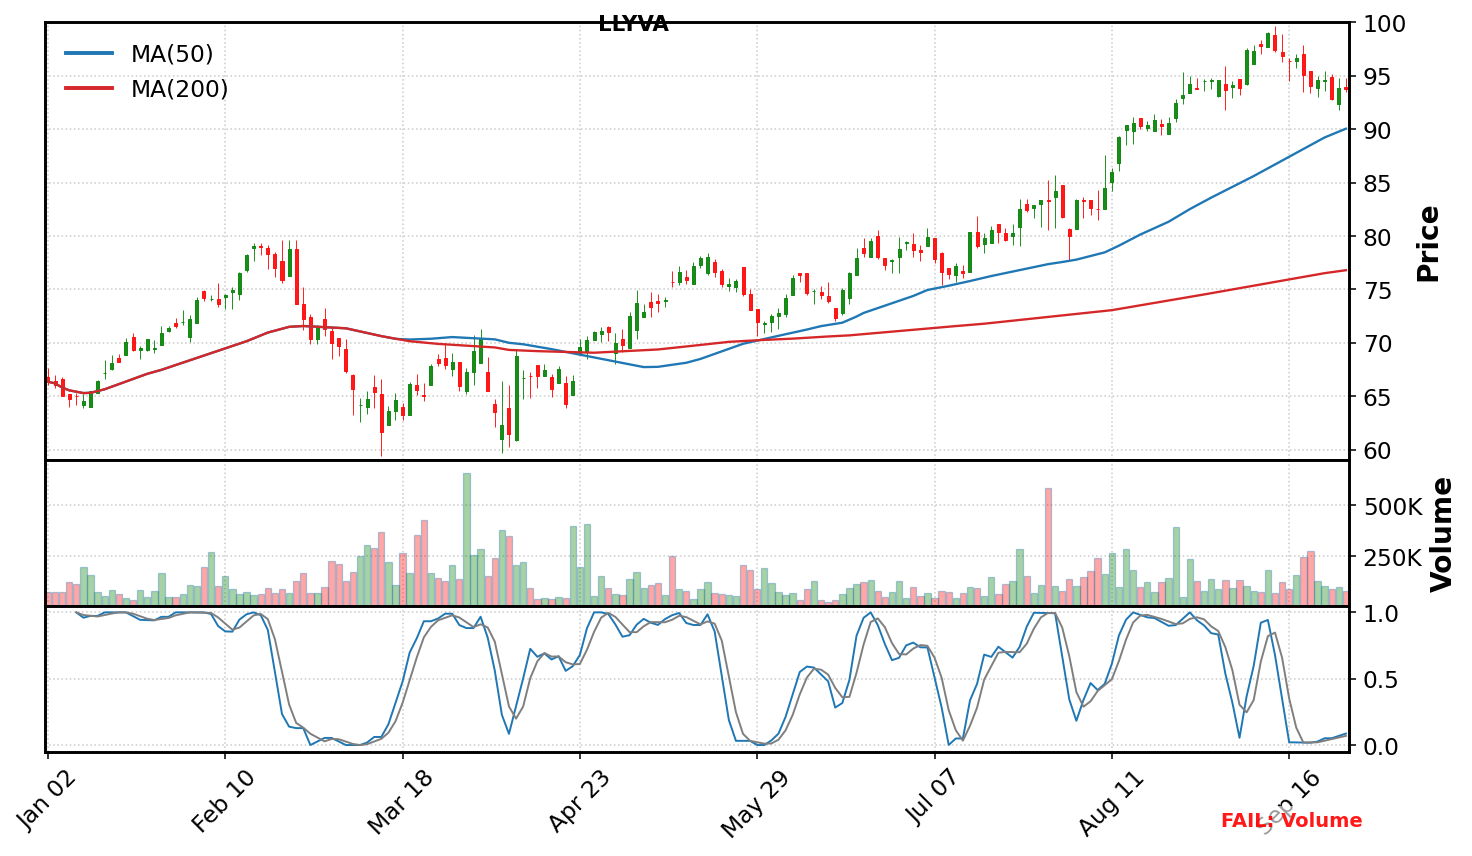 LLYVA
MA(50)
MA(200)
100
95
90
85
80
75
70
65
60
Price
500K
250K
Volume
1.0
0.5
0.0
Jan 02
Feb 10
Mar 18
Apr 23
May 29
Jul 07
Aug 11
Sep 16
FAIL: Volume